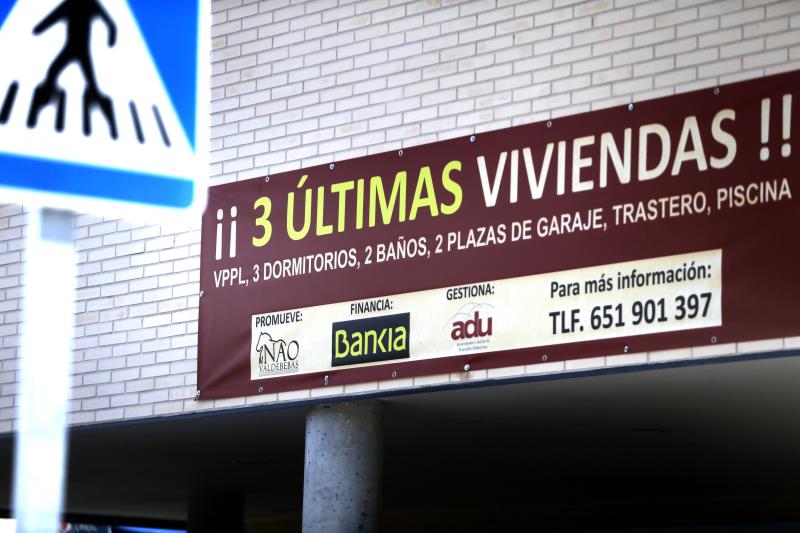 ¡¡ 3 ÚLTIMAS VIVIENDAS !!
VPPL, 3 DORMITORIOS, 2 BAÑOS, 2 PLAZAS DE GARAJE, TRASTERO, PISCINA
PROMUEVE:
NAO
VALDEBEBAS
FINANCIA:
Bankia
GESTIONA:
adu
Para más información:
TLF. 651 901 397